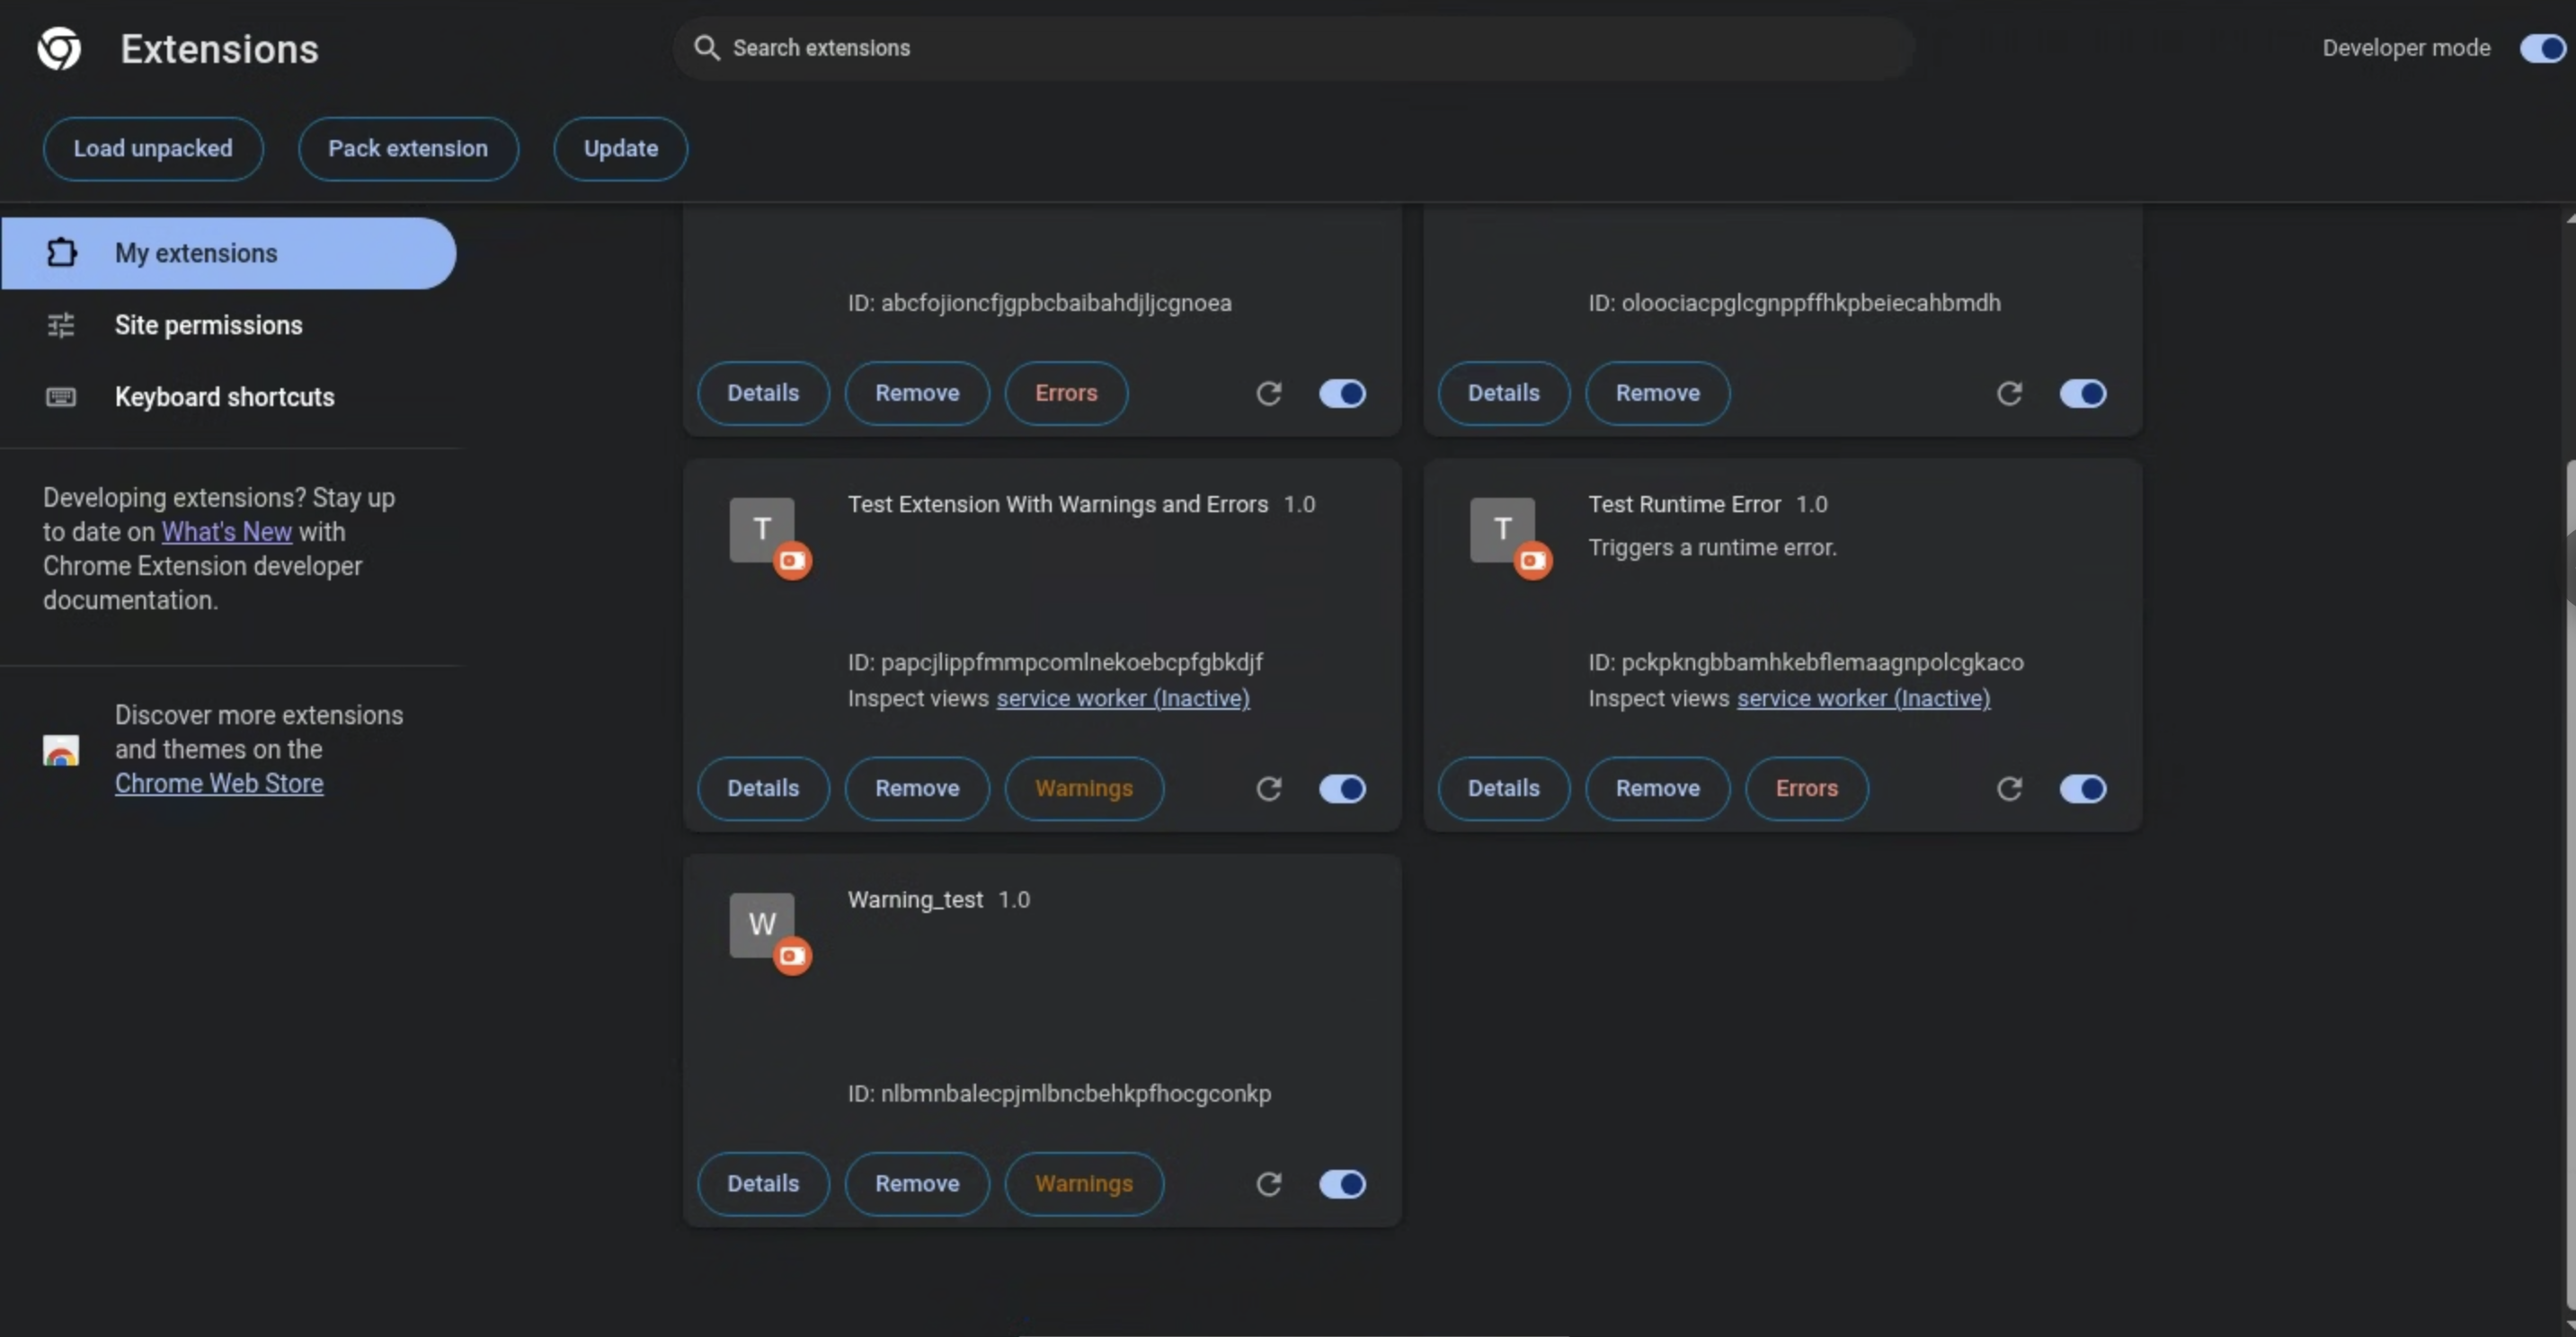 Extensions
Search extensions
Developer mode
Load unpacked
Pack extension
Update
My extensions
Site permissions
Keyboard shortcuts
Developing extensions? Stay up
to date on What's New with
Chrome Extension developer
documentation.
Discover more extensions
and themes on the
Chrome Web Store
ID: abcfojioncfjgpbcbaibahdjljcgnoea
Details
Remove
Errors
ID: oloociacpglcgnppffhkpbeiecahbmdh
Details
Remove
T
Test Extension With Warnings and Errors 1.0
ID: papcjlippfmmpcomlnekoebcpfgbkdjf
Inspect views service worker (Inactive)
Details
Remove
Warnings
T
Test Runtime Error 1.0
Triggers a runtime error.
ID: pckpkngbbamhkebflemaagnpolcgkaco
Inspect views service worker (Inactive)
Details
Remove
Errors
W
Warning_test 1.0
ID: nlbmnbalecpjmlbncbehkpfhocgconkp
Details
Remove
Warnings